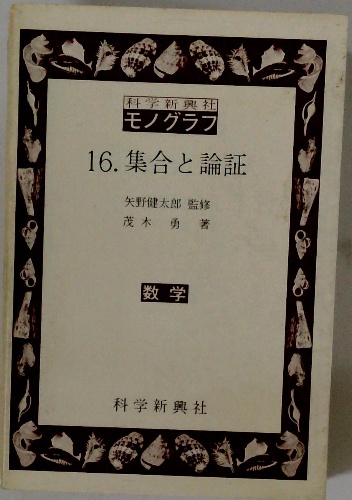 科学新興社
モノグラフ
16. 集合と論証
矢野健太郎 監修
茂木 勇 著
数学
科学新興社